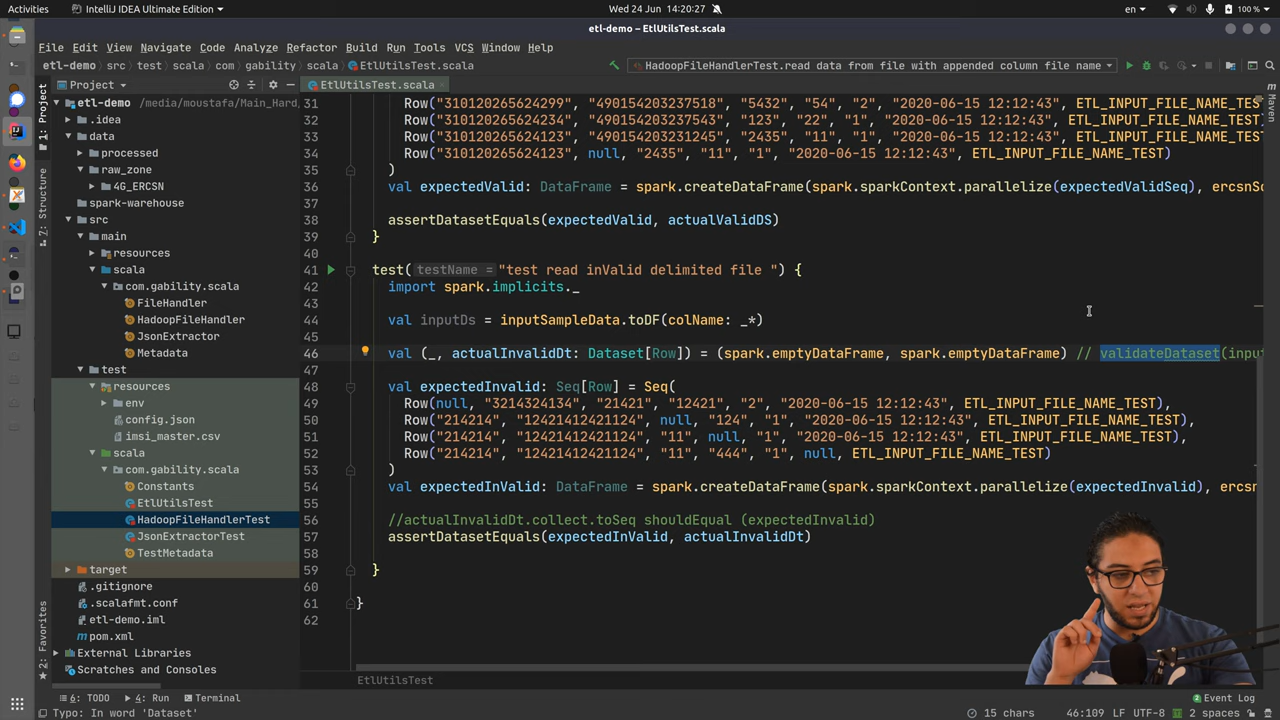 Activities
IntelliJ IDEA Ultimate Edition
Wed 24 Jun 14:20:27
en
100 %
etl-demo – EtlUtilsTest.scala
File Edit View Navigate Code Analyze Refactor Build Run Tools VCS Window Help
etl-demo › src › test › scala › com › gability › scala › EtlUtilsTest.scala
HadoopFileHandlerTest.read data from file with appended column file name
Project
EtlUtilsTest.scala
1: Project
7: Structure
2: Favorites
Maven
etl-demo /media/moustafa/Main_Hard
.idea
data
processed
raw_zone
4G_ERCSN
spark-warehouse
src
main
resources
scala
com.gability.scala
FileHandler
HadoopFileHandler
JsonExtractor
Metadata
test
resources
env
config.json
imsi_master.csv
scala
com.gability.scala
Constants
EtlUtilsTest
HadoopFileHandlerTest
JsonExtractorTest
TestMetadata
target
.gitignore
.scalafmt.conf
etl-demo.iml
pom.xml
External Libraries
Scratches and Consoles
31 Row("310120265624299", "490154203237518", "5432", "54", "2", "2020-06-15 12:12:43", ETL_INPUT_FILE_NAME_TES
32 Row("310120265624234", "490154203237543", "123", "22", "1", "2020-06-15 12:12:43", ETL_INPUT_FILE_NAME_TEST
33 Row("310120265624123", "490154203231245", "2435", "11", "1", "2020-06-15 12:12:43", ETL_INPUT_FILE_NAME_TES
34 Row("310120265624123", null, "2435", "11", "1", "2020-06-15 12:12:43", ETL_INPUT_FILE_NAME_TEST)
35 )
36 val expectedValid: DataFrame = spark.createDataFrame(spark.sparkContext.parallelize(expectedValidSeq), ercsnSc
37
38 assertDatasetEquals(expectedValid, actualValidDS)
39 }
40
41 test( testName = "test read inValid delimited file ") {
42 import spark.implicits._
43
44 val inputDs = inputSampleData.toDF(colName: _*)
45
46 val (_, actualInvalidDt: Dataset[Row]) = (spark.emptyDataFrame, spark.emptyDataFrame) // validateDataset(inpu
47
48 val expectedInvalid: Seq[Row] = Seq(
49 Row(null, "3214324134", "21421", "12421", "2", "2020-06-15 12:12:43", ETL_INPUT_FILE_NAME_TEST),
50 Row("214214", "12421412421124", null, "124", "1", "2020-06-15 12:12:43", ETL_INPUT_FILE_NAME_TEST),
51 Row("214214", "12421412421124", "11", null, "1", "2020-06-15 12:12:43", ETL_INPUT_FILE_NAME_TEST),
52 Row("214214", "12421412421124", "11", "444", "1", null, ETL_INPUT_FILE_NAME_TEST)
53 )
54 val expectedInValid: DataFrame = spark.createDataFrame(spark.sparkContext.parallelize(expectedInvalid), ercsn
55
56 //actualInvalidDt.collect.toSeq shouldEqual (expectedInvalid)
57 assertDatasetEquals(expectedInValid, actualInvalidDt)
58
59 }
60
61 }
62
EtlUtilsTest
6: TODO
4: Run
Terminal
Event Log
Typo: In word 'Dataset'
15 chars
46:109 LF UTF-8 2 spaces